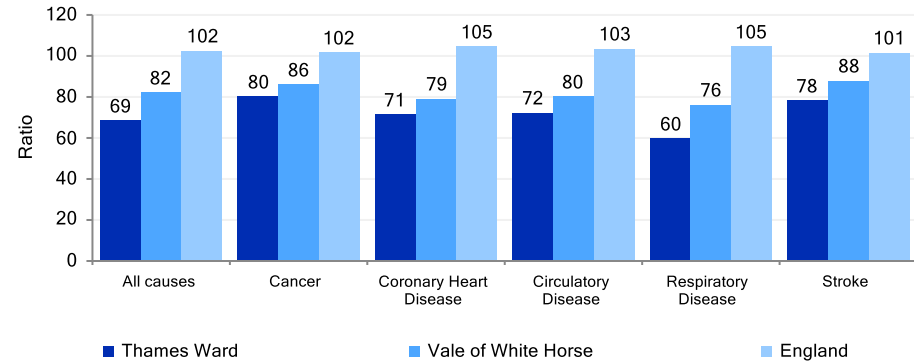 120
100
80
60
40
20
0
Ratio
69
82
102
80
86
102
71
79
105
72
80
103
60
76
105
78
88
101
All causes
Cancer
Coronary Heart
Disease
Circulatory
Disease
Respiratory
Disease
Stroke
Thames Ward
Vale of White Horse
England